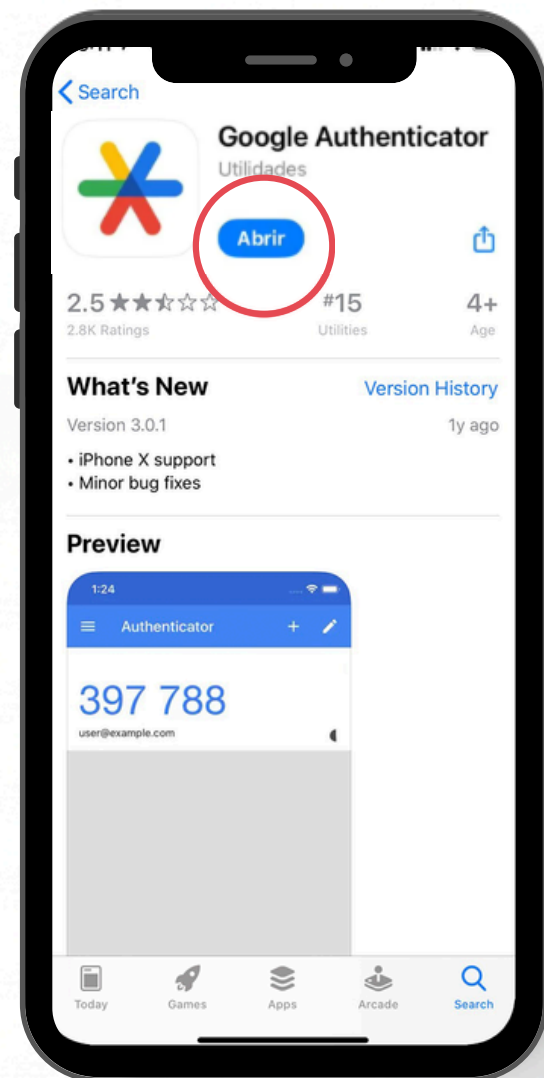 Search
Google Authenticator
Utilidades
Abrir
2.5
#15
4+
2.8K Ratings
Utilities
Age
What's New
Version History
Version 3.0.1
1y ago
• iPhone X support
• Minor bug fixes
Preview
1:24
Authenticator
397 788
user@example.com
Today
Games
Apps
Arcade
Search